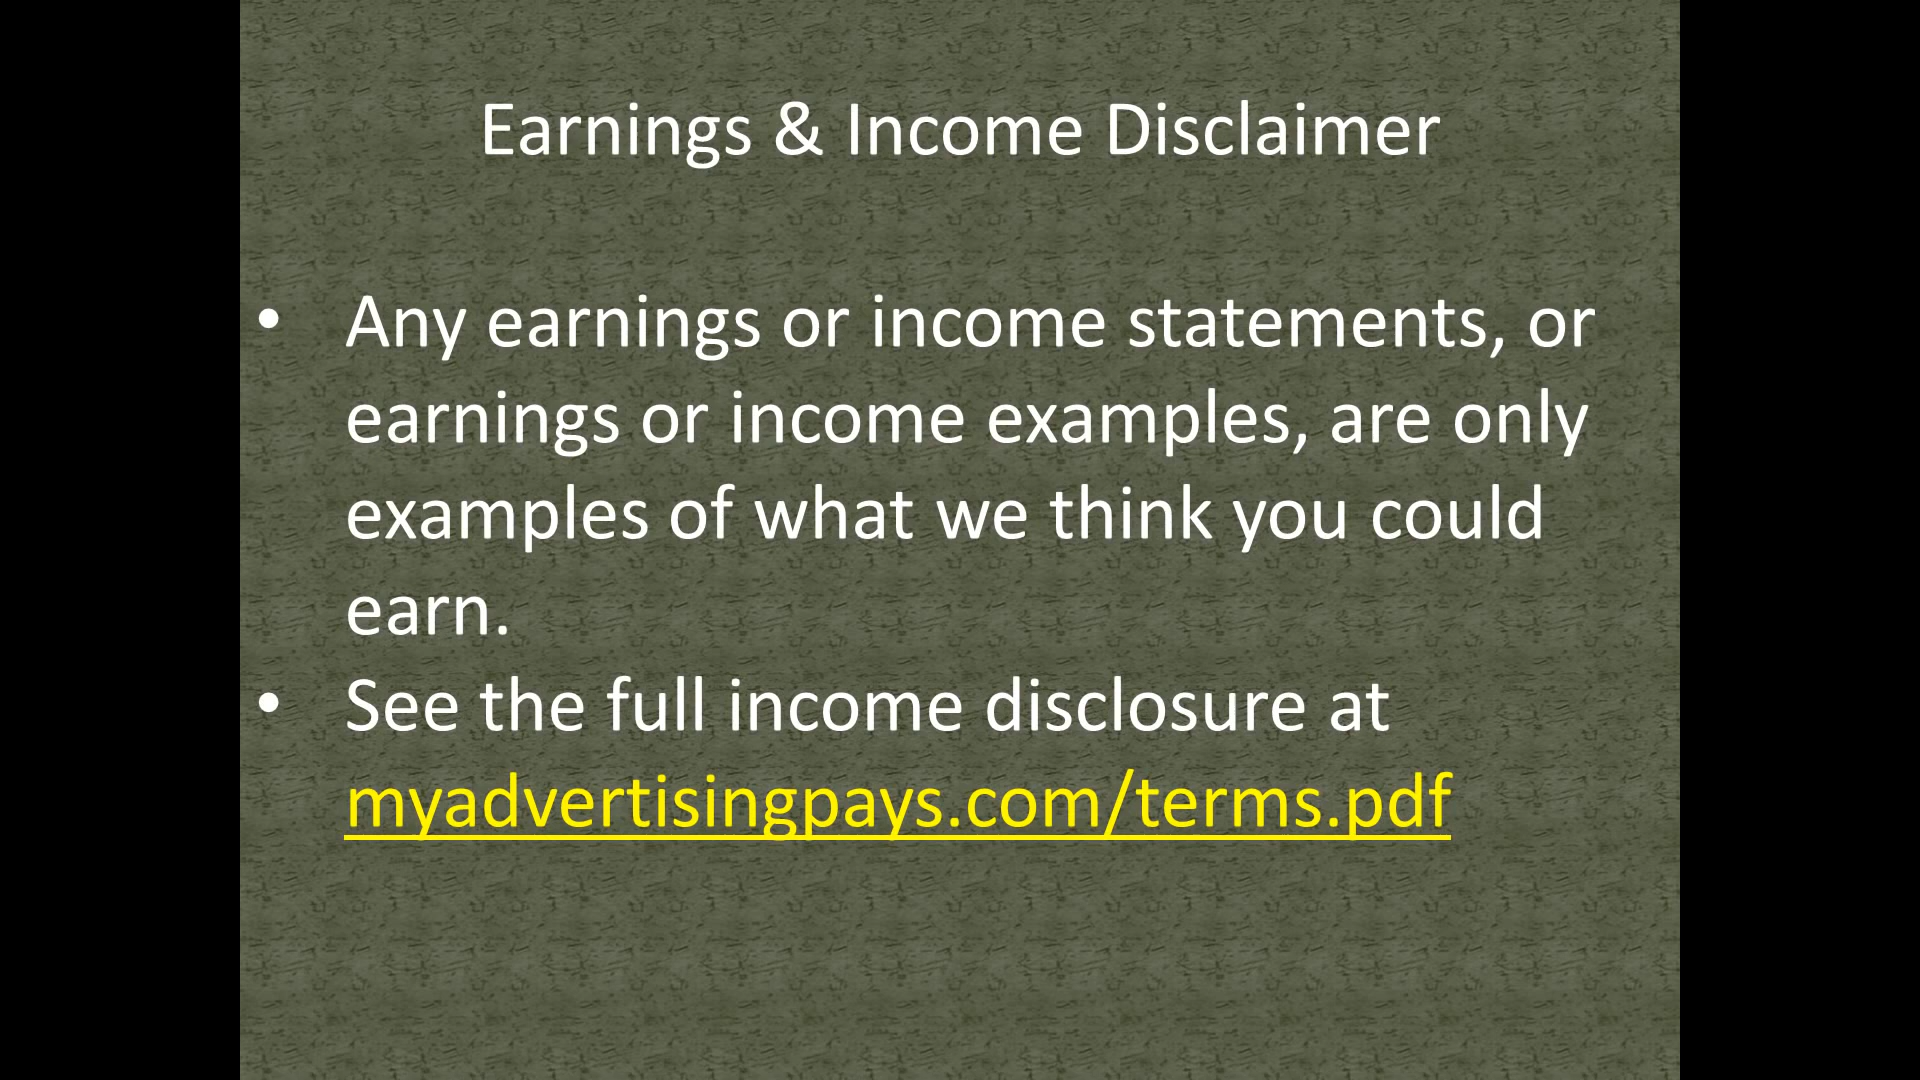 Earnings & Income Disclaimer
• Any earnings or income statements, or
earnings or income examples, are only
examples of what we think you could
earn.
• See the full income disclosure at
myadvertisingpays.com/terms.pdf